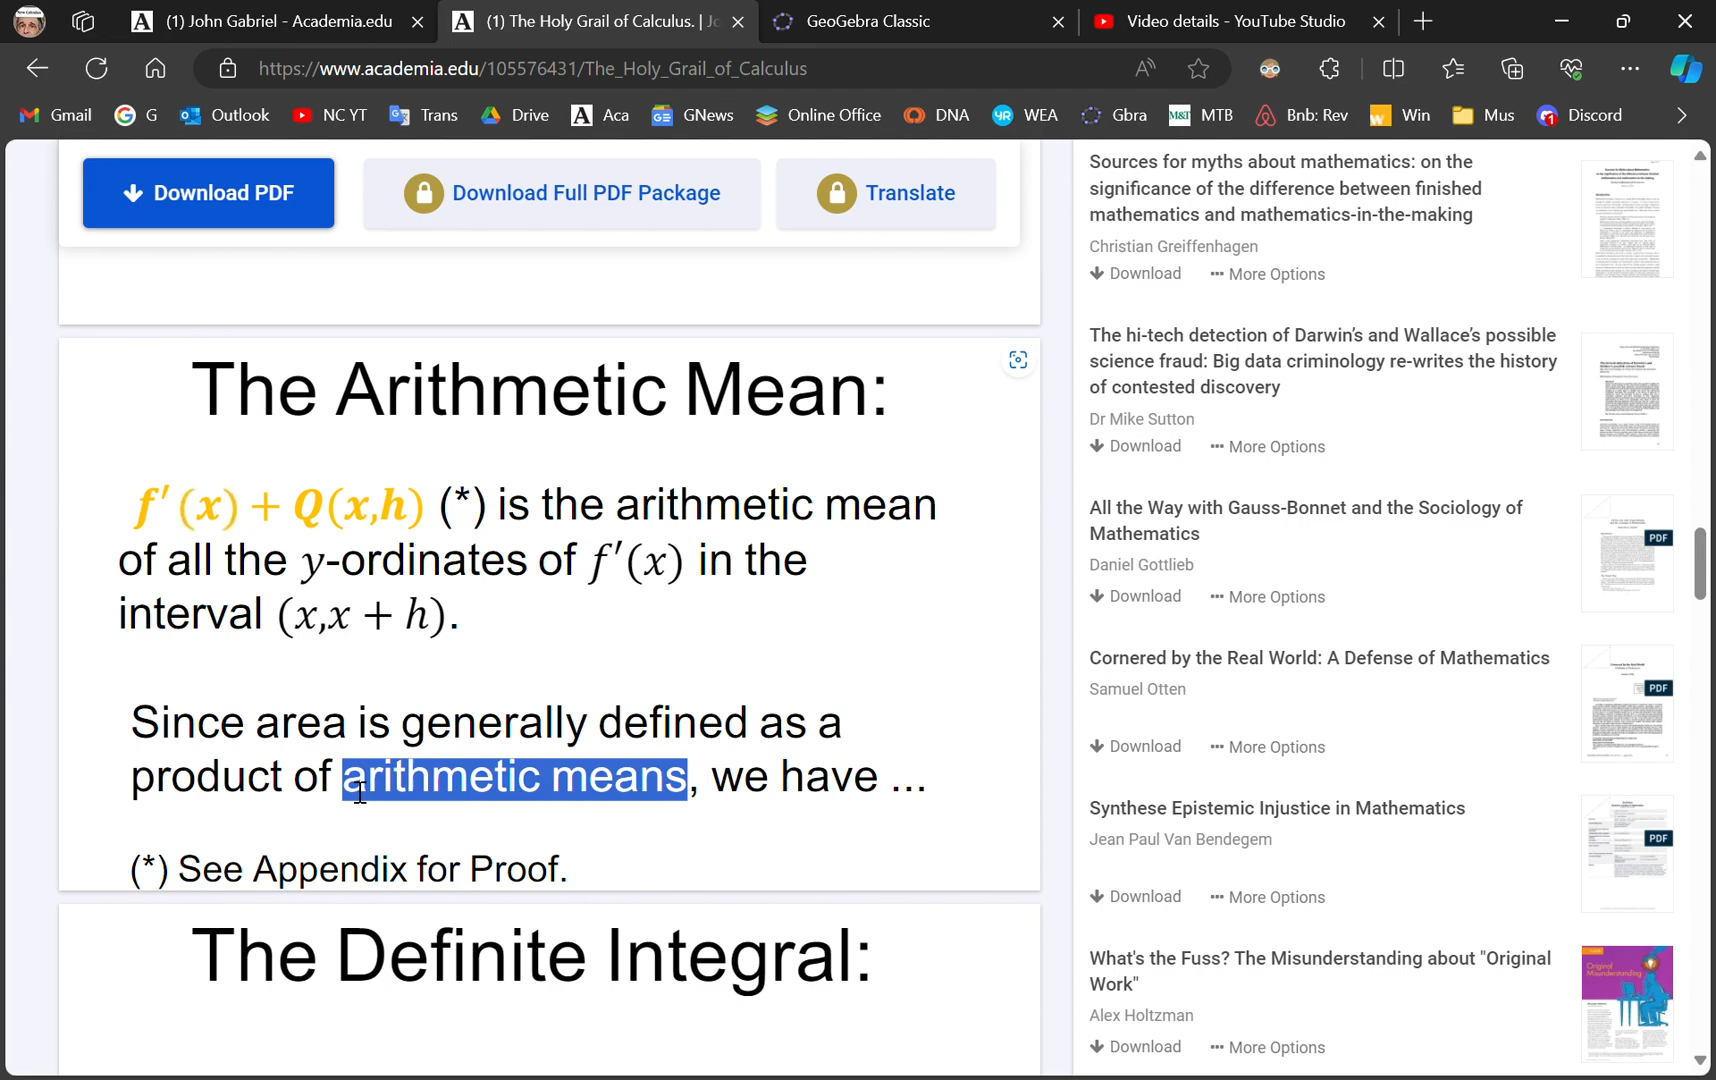 (1) John Gabriel - Academia.edu
(1) The Holy Grail of Calculus. | Jo
GeoGebra Classic
Video details - YouTube Studio
https://www.academia.edu/105576431/The_Holy_Grail_of_Calculus
Gmail
G
Outlook
NC YT
Trans
Drive
Aca
GNews
Online Office
DNA
WEA
Gbra
MTB
Bnb: Rev
Win
Mus
Discord
Download PDF
Download Full PDF Package
Translate
The Arithmetic Mean:
f′(x) + Q(x,h) (*) is the arithmetic mean
of all the y-ordinates of f′(x) in the
interval (x,x + h).
Since area is generally defined as a
product of arithmetic means, we have ...
(*) See Appendix for Proof.
The Definite Integral:
Sources for myths about mathematics: on the
significance of the difference between finished
mathematics and mathematics-in-the-making
Christian Greiffenhagen
Download
More Options
The hi-tech detection of Darwin's and Wallace's possible
science fraud: Big data criminology re-writes the history
of contested discovery
Dr Mike Sutton
Download
More Options
All the Way with Gauss-Bonnet and the Sociology of
Mathematics
PDF
Daniel Gottlieb
Download
More Options
Cornered by the Real World: A Defense of Mathematics
Samuel Otten
PDF
Download
More Options
Synthese Epistemic Injustice in Mathematics
Jean Paul Van Bendegem
PDF
Download
More Options
What's the Fuss? The Misunderstanding about "Original
Work"
Alex Holtzman
Download
More Options